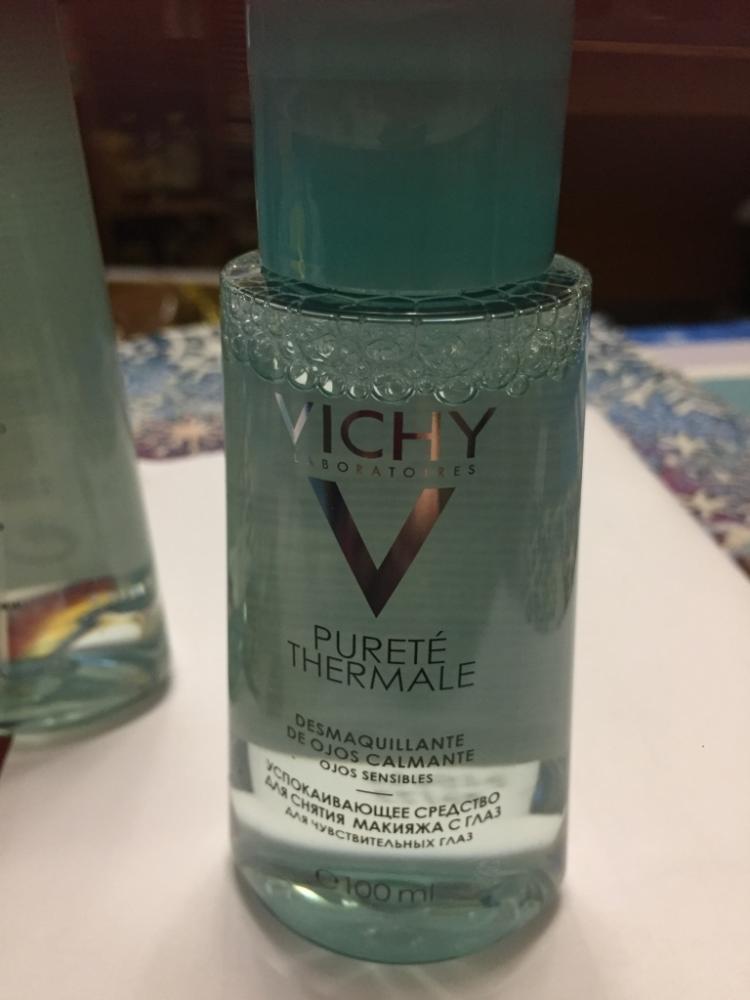 VICHY
LABORATOIRES
V
PURETÉ
THERMALE
DESMAQUILLANTE
DE OJOS CALMANTE
OJOS SENSIBLES
УСПОКАИВАЮЩЕЕ СРЕДСТВО
ДЛЯ СНЯТИЯ МАКИЯЖА С ГЛАЗ
ДЛЯ ЧУВСТВИТЕЛЬНЫХ ГЛАЗ
℮100 ml